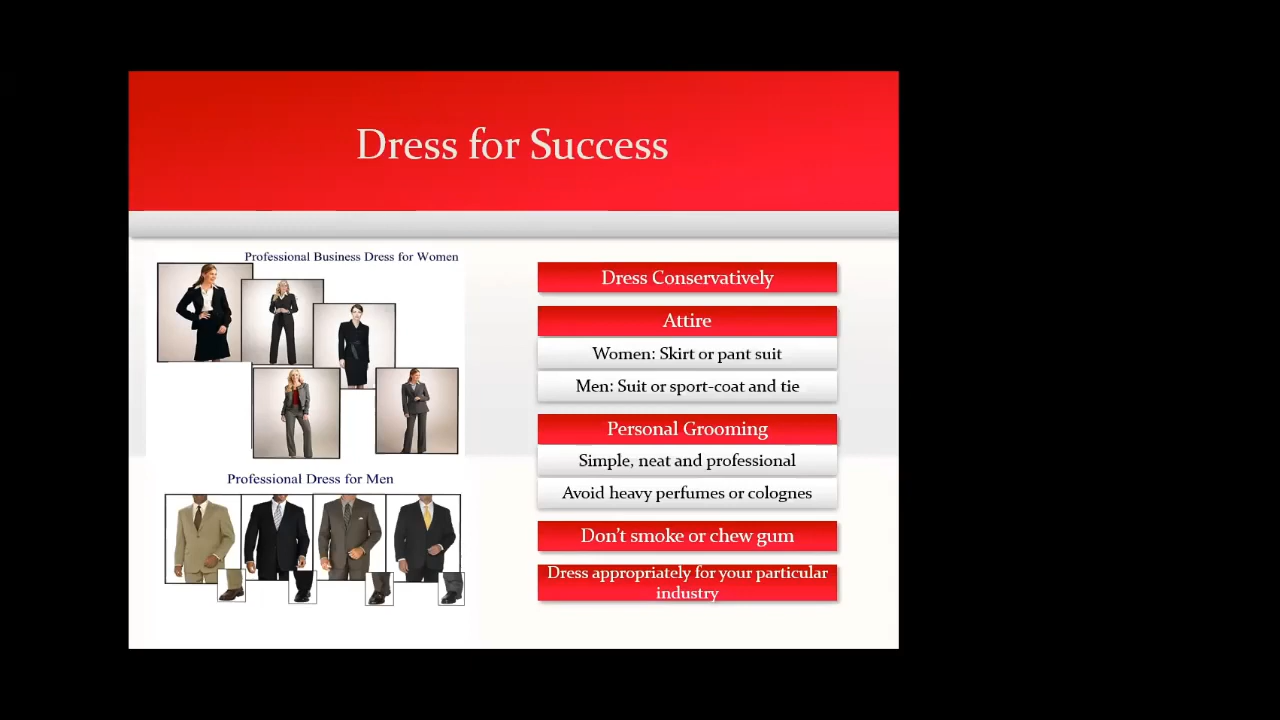 Dress for Success
Professional Business Dress for Women
Professional Dress for Men
Dress Conservatively
Attire
Women: Skirt or pant suit
Men: Suit or sport-coat and tie
Personal Grooming
Simple, neat and professional
Avoid heavy perfumes or colognes
Don't smoke or chew gum
Dress appropriately for your particular
industry